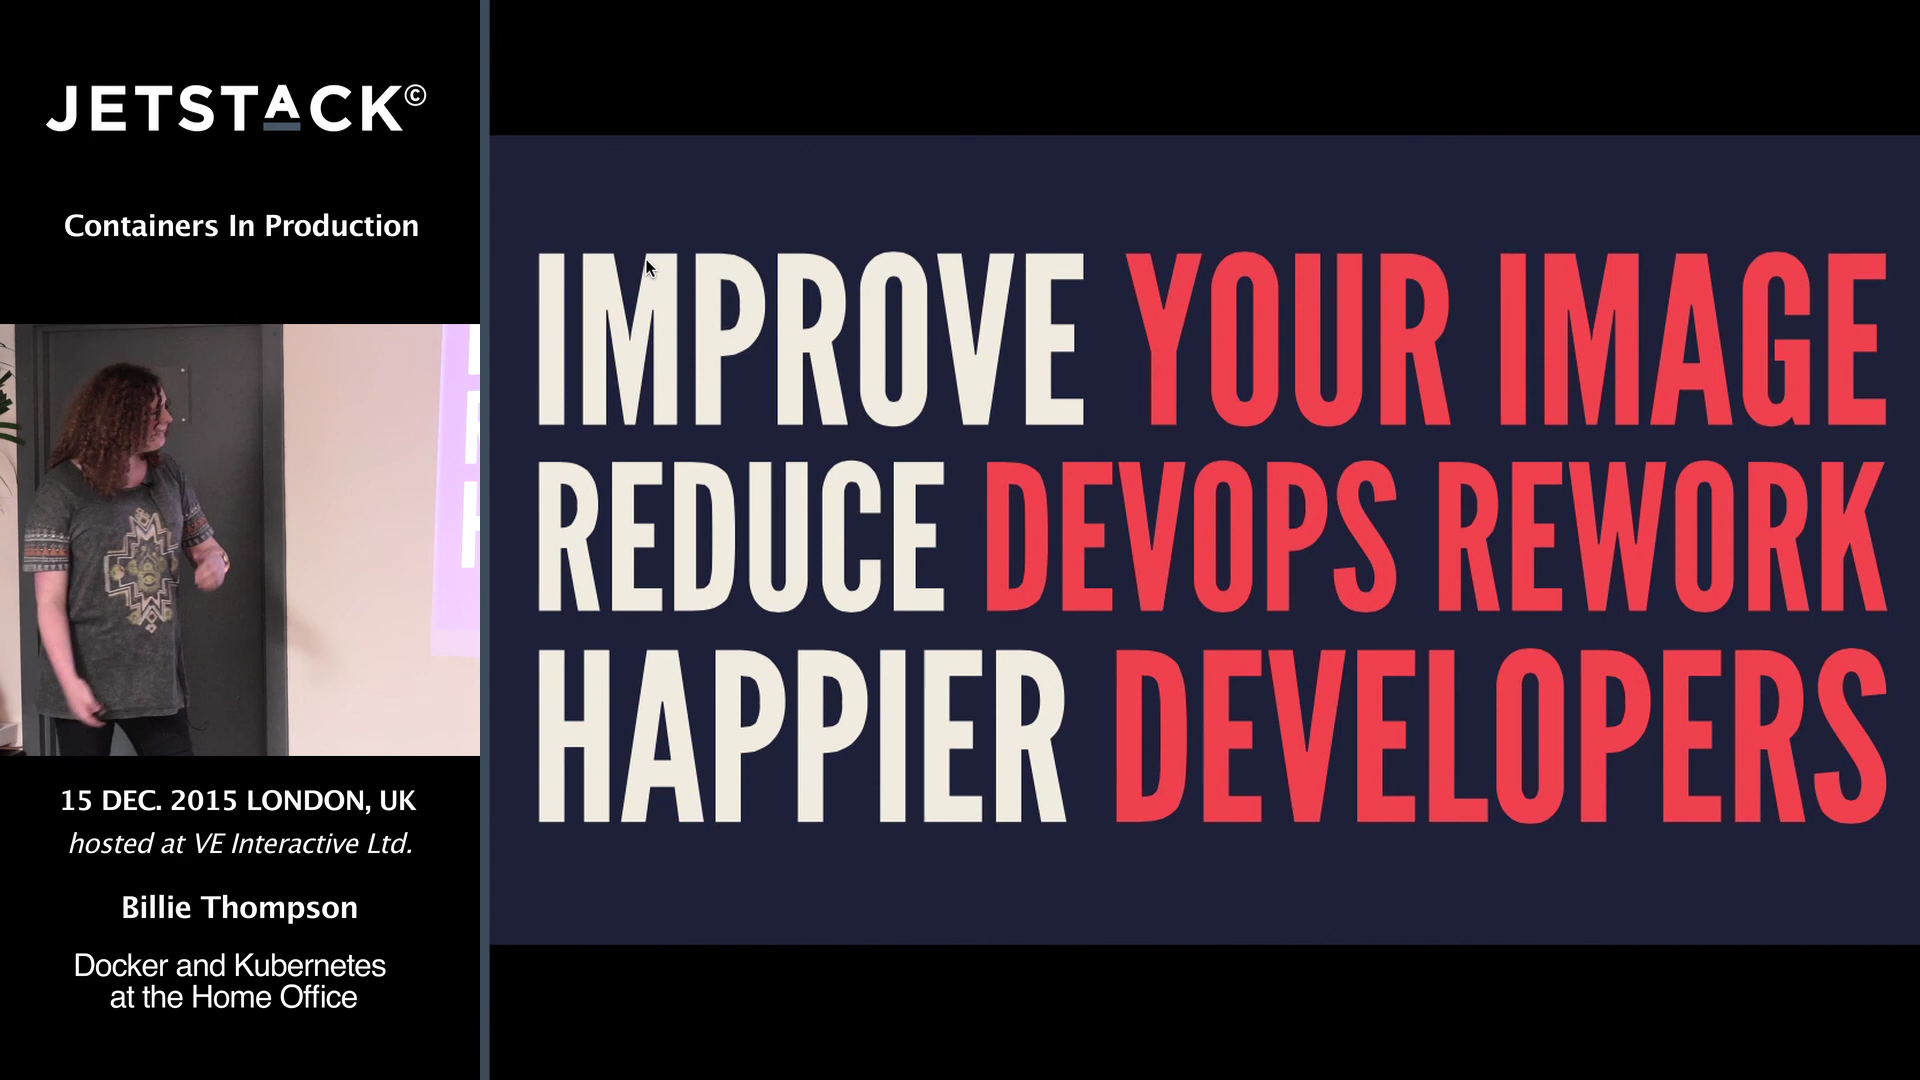 JETSTACK©
Containers In Production
15 DEC. 2015 LONDON, UK
hosted at VE Interactive Ltd.
Billie Thompson
Docker and Kubernetes
at the Home Office
IMPROVE YOUR IMAGE
REDUCE DEVOPS REWORK
HAPPIER DEVELOPERS